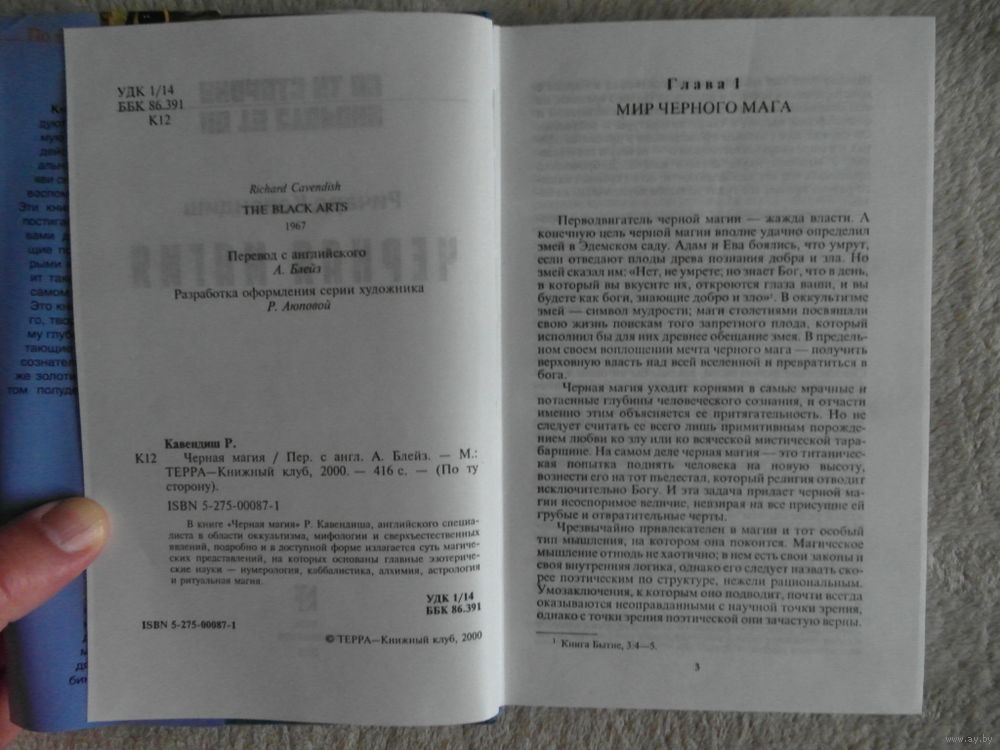 УДК 1/14
ББК 86.391
К12
Richard Cavendish
THE BLACK ARTS
1967
Перевод с английского
А. Блейз
Разработка оформления серии художника
Р. Аюповой
Кавендиш Р.
К12 Черная магия / Пер. с англ. А. Блейз. — М.:
ТЕРРА—Книжный клуб, 2000. — 416 с. — (По ту
сторону).
ISBN 5-275-00087-1
В книге «Черная магия» Р. Кавендиша, английского специа-
листа в области оккультизма, мифологии и сверхъестественных
явлений, подробно и в доступной форме излагается суть магиче-
ских представлений, на которых основаны главные эзотериче-
ские науки — нумерология, каббалистика, алхимия, астрология
и ритуальная магия.
УДК 1/14
ББК 86.391
ISBN 5-275-00087-1
© ТЕРРА—Книжный клуб, 2000
Глава 1
МИР ЧЕРНОГО МАГА
Перводвигатель черной магии — жажда власти. А
конечную цель черной магии вполне удачно определил
змей в Эдемском саду. Адам и Ева боялись, что умрут,
если отведают плоды древа познания добра и зла. Но
змей сказал им: «Нет, не умрете; но знает Бог, что в день,
в который вы вкусите их, откроются глаза ваши, и вы
будете как боги, знающие добро и зло»¹. В оккультизме
змей — символ мудрости; маги столетиями посвящали
свою жизнь поискам того запретного плода, который
исполнил бы для них древнее обещание змея. В предель-
ном своем воплощении мечта черного мага — получить
верховную власть над всей вселенной и превратиться в
бога.
Черная магия уходит корнями в самые мрачные и
потаенные глубины человеческого сознания, и отчасти
именно этим объясняется ее притягательность. Но не
следует считать ее всего лишь примитивным порожде-
нием любви ко злу или ко всяческой мистической тара-
барщине. На самом деле черная магия — это титаничес-
кая попытка поднять человека на новую высоту,
вознести его на тот пьедестал, который религия отводит
исключительно Богу. И эта задача придает черной ма-
гии неоспоримое величие, невзирая на все присущие ей
грубые и отвратительные черты.
Чрезвычайно привлекателен в магии и тот особый
тип мышления, на котором она покоится. Магическое
мышление отнюдь не хаотично; в нем есть свои законы и
своя внутренняя логика, однако его следует назвать ско-
рее поэтическим по структуре, нежели рациональным.
Умозаключения, к которым оно подводит, почти всегда
оказываются неоправданными с научной точки зрения,
однако с точки зрения поэтической они зачастую верны.
¹ Книга Бытие, 3:4—5.
3
www.ay.by